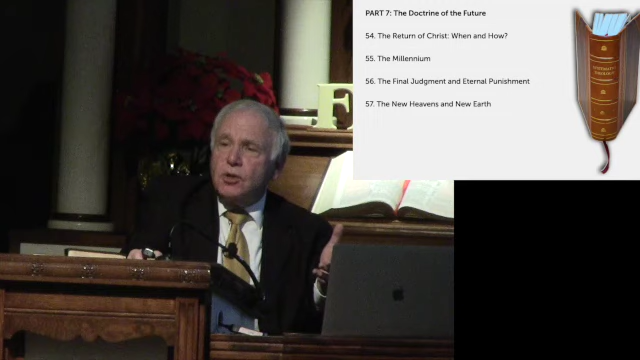 PART 7: The Doctrine of the Future
54. The Return of Christ: When and How?
55. The Millennium
56. The Final Judgment and Eternal Punishment
57. The New Heavens and New Earth